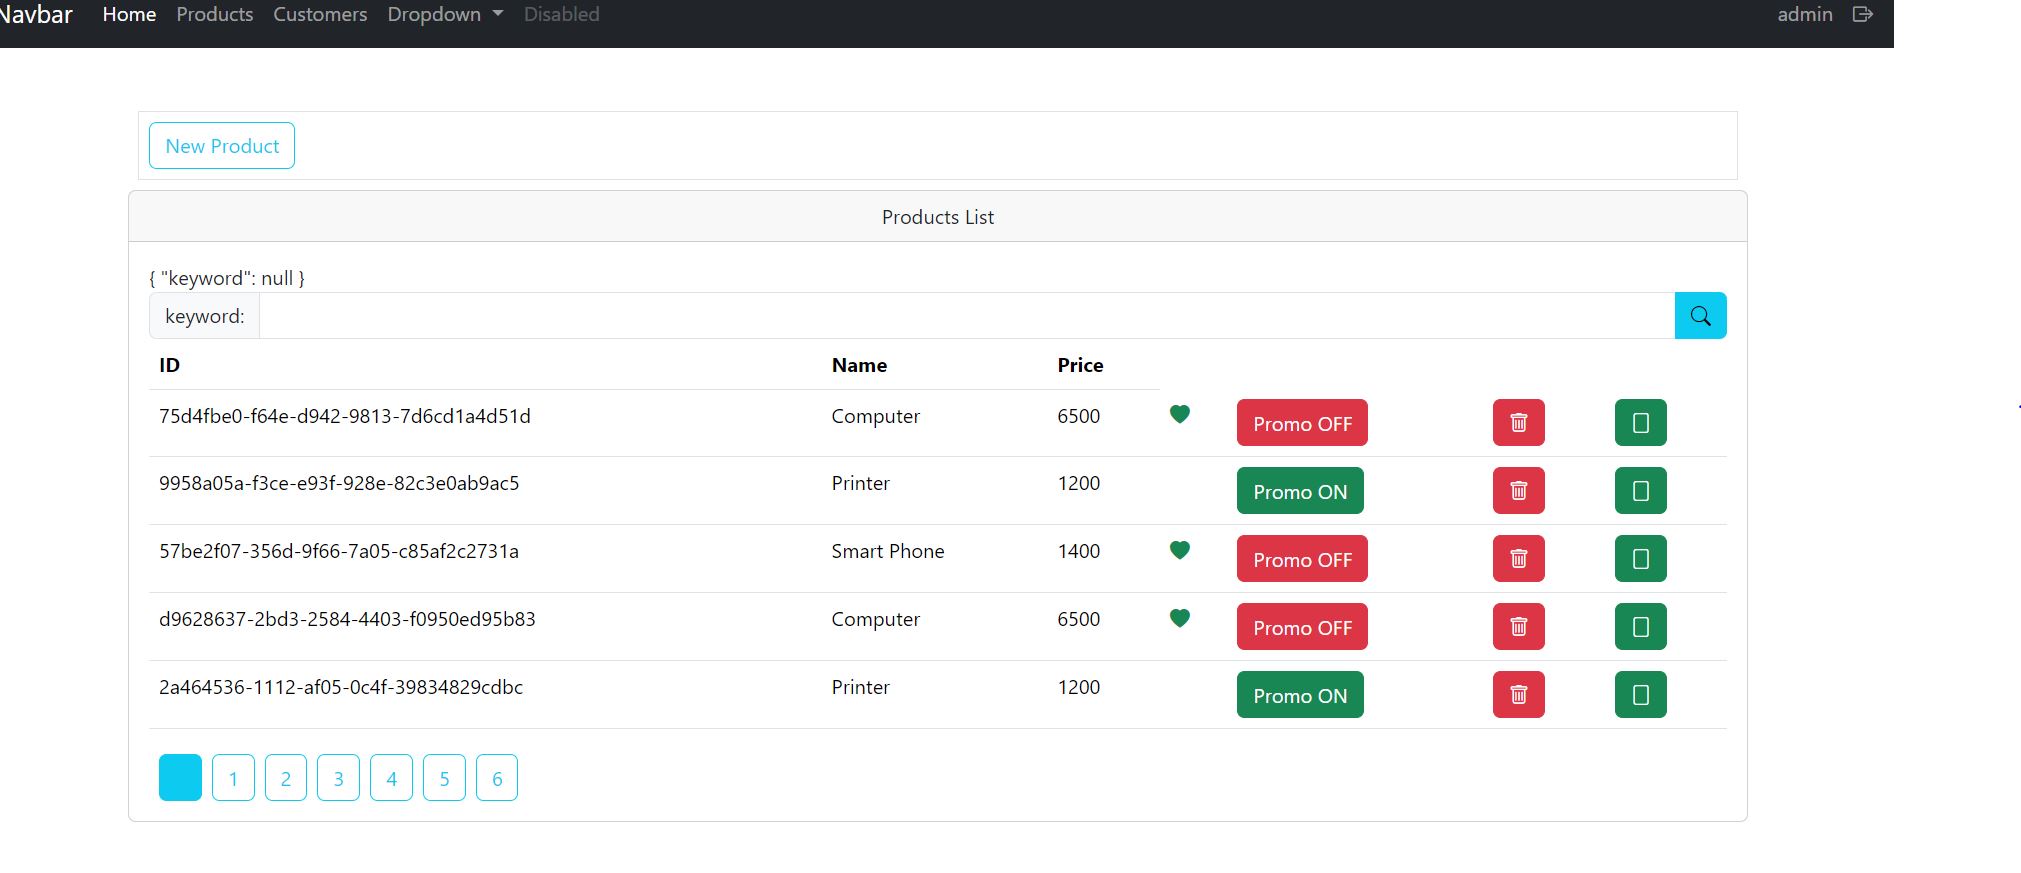 Navbar Home Products Customers Dropdown Disabled admin
New Product
Products List
{ "keyword": null }
keyword:
ID Name Price
75d4fbe0-f64e-d942-9813-7d6cd1a4d51d Computer 6500 Promo OFF
9958a05a-f3ce-e93f-928e-82c3e0ab9ac5 Printer 1200 Promo ON
57be2f07-356d-9f66-7a05-c85af2c2731a Smart Phone 1400 Promo OFF
d9628637-2bd3-2584-4403-f0950ed95b83 Computer 6500 Promo OFF
2a464536-1112-af05-0c4f-39834829cdbc Printer 1200 Promo ON
1 2 3 4 5 6